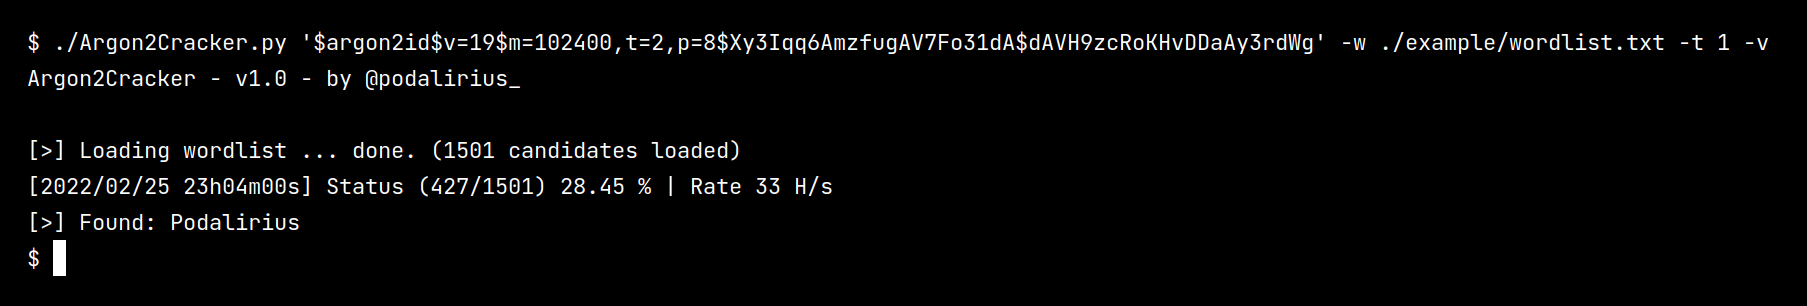 $ ./Argon2Cracker.py '$argon2id$v=19$m=102400,t=2,p=8$Xy3Iqq6AmzfugAV7Fo31dA$dAVH9zcRoKHvDDaAy3rdWg' -w ./example/wordlist.txt -t 1 -v
Argon2Cracker - v1.0 - by @podalirius_
[>] Loading wordlist ... done. (1501 candidates loaded)
[2022/02/25 23h04m00s] Status (427/1501) 28.45 % | Rate 33 H/s
[>] Found: Podalirius
$